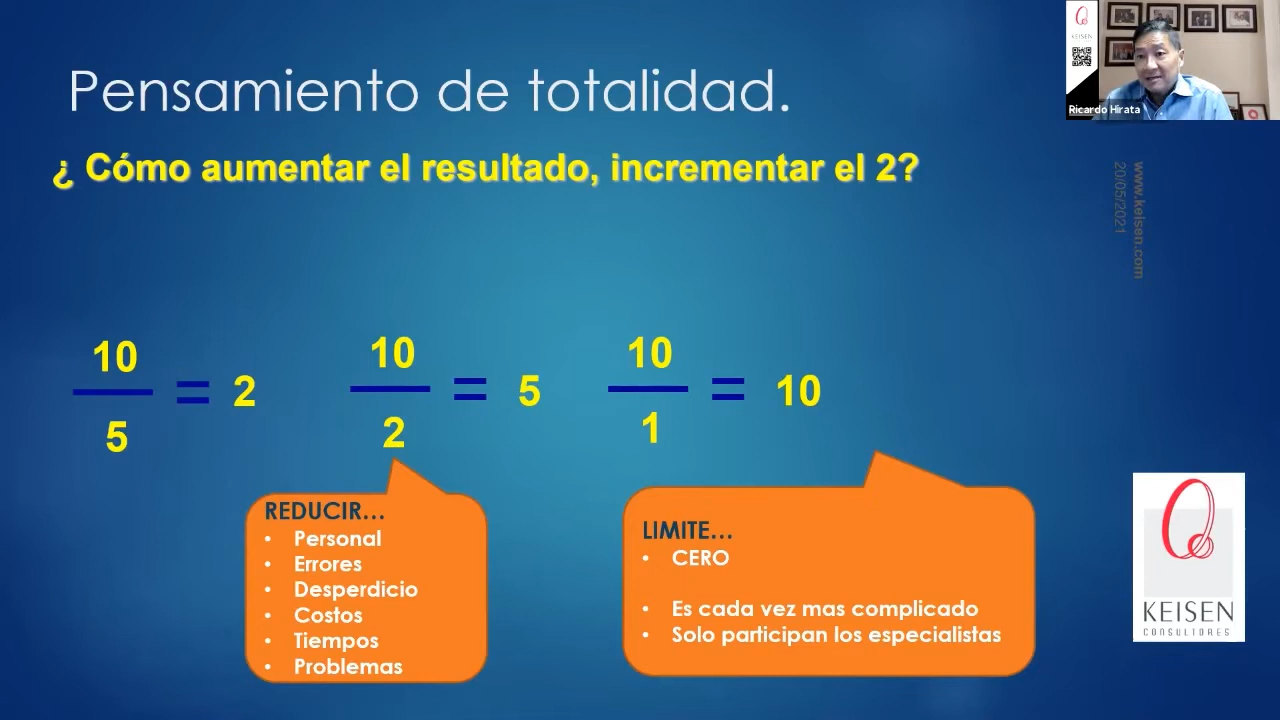 Pensamiento de totalidad.
¿ Cómo aumentar el resultado, incrementar el 2?
10
5
= 2
10
2
= 5
10
1
= 10
REDUCIR…
• Personal
• Errores
• Desperdicio
• Costos
• Tiempos
• Problemas
LIMITE…
• CERO
• Es cada vez mas complicado
• Solo participan los especialistas
KEISEN
Ricardo Hirata
www.keisen.com
20/05/2021
KEISEN
CONSULTORES